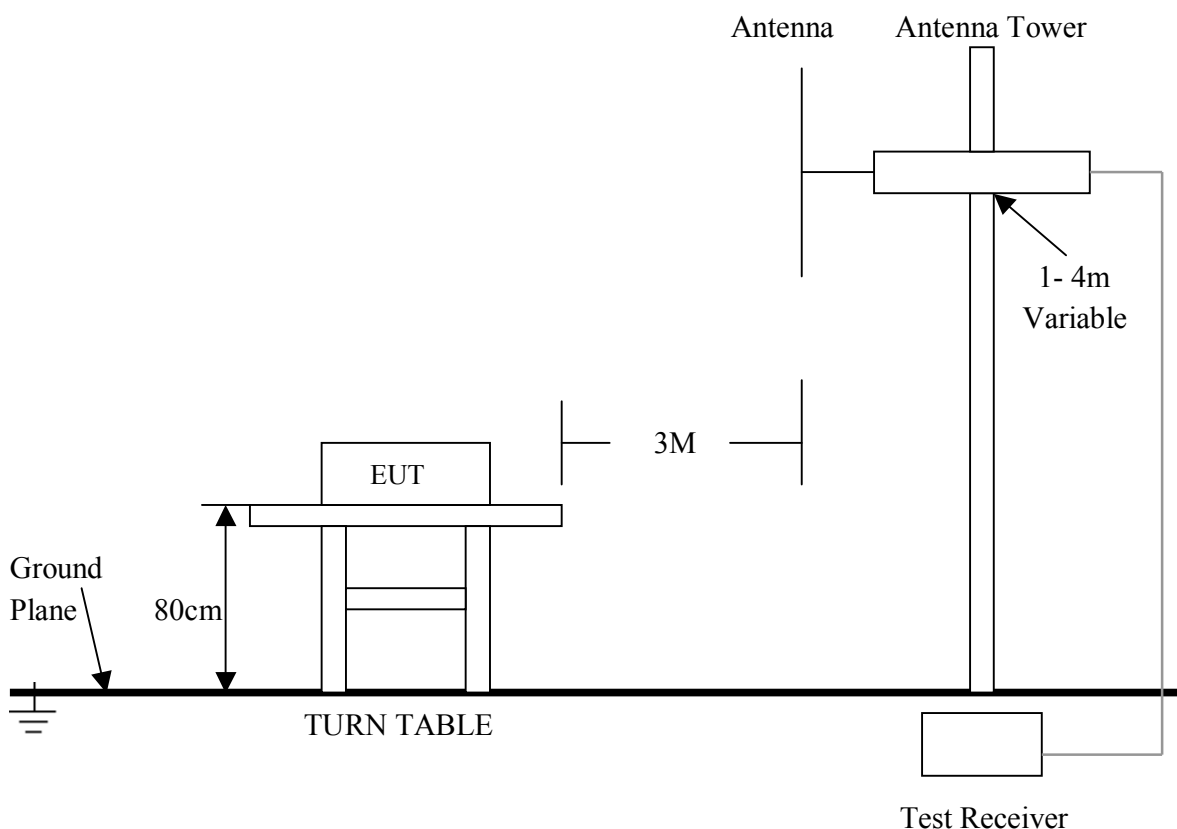 Antenna
Antenna Tower
1- 4m
Variable
3M
EUT
Ground
Plane
80cm
TURN TABLE
Test Receiver